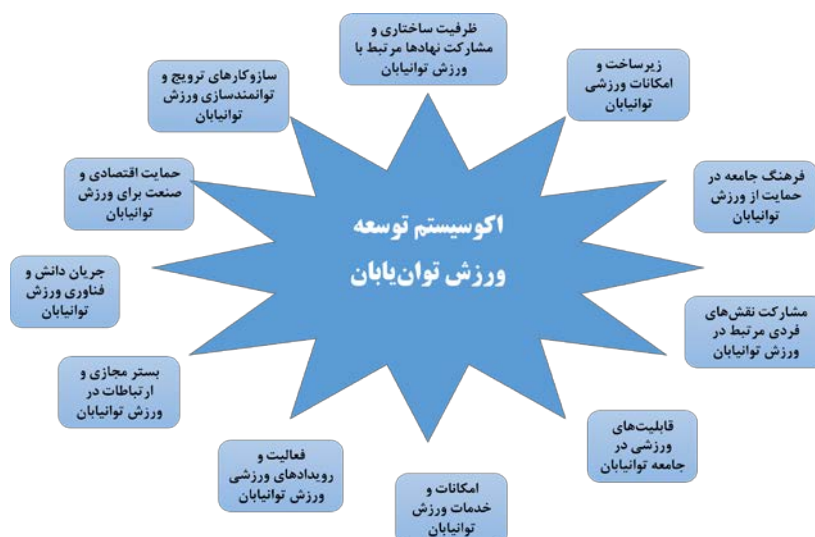 ظرفیت ساختاری و
مشارکت نهادها مرتبط با
ورزش توانیابان
زیرساخت و
امکانات ورزشی
توانیابان
فرهنگ جامعه در
حمایت از ورزش
توانیابان
مشارکت نقش‌های
فردی مرتبط در
ورزش توانیابان
قابلیت‌های
ورزشی در
جامعه توانیابان
امکانات و
خدمات ورزش
توانیابان
فعالیت و
رویدادهای ورزشی
ورزش توانیابان
بستر مجازی و
ارتباطات در
ورزش توانیابان
جریان دانش و
فناوری ورزش
توانیابان
حمایت اقتصادی و
صنعت برای ورزش
توانیابان
سازوکارهای ترویج و
توانمندسازی ورزش
توانیابان
اکوسیستم توسعه
ورزش توان‌یابان